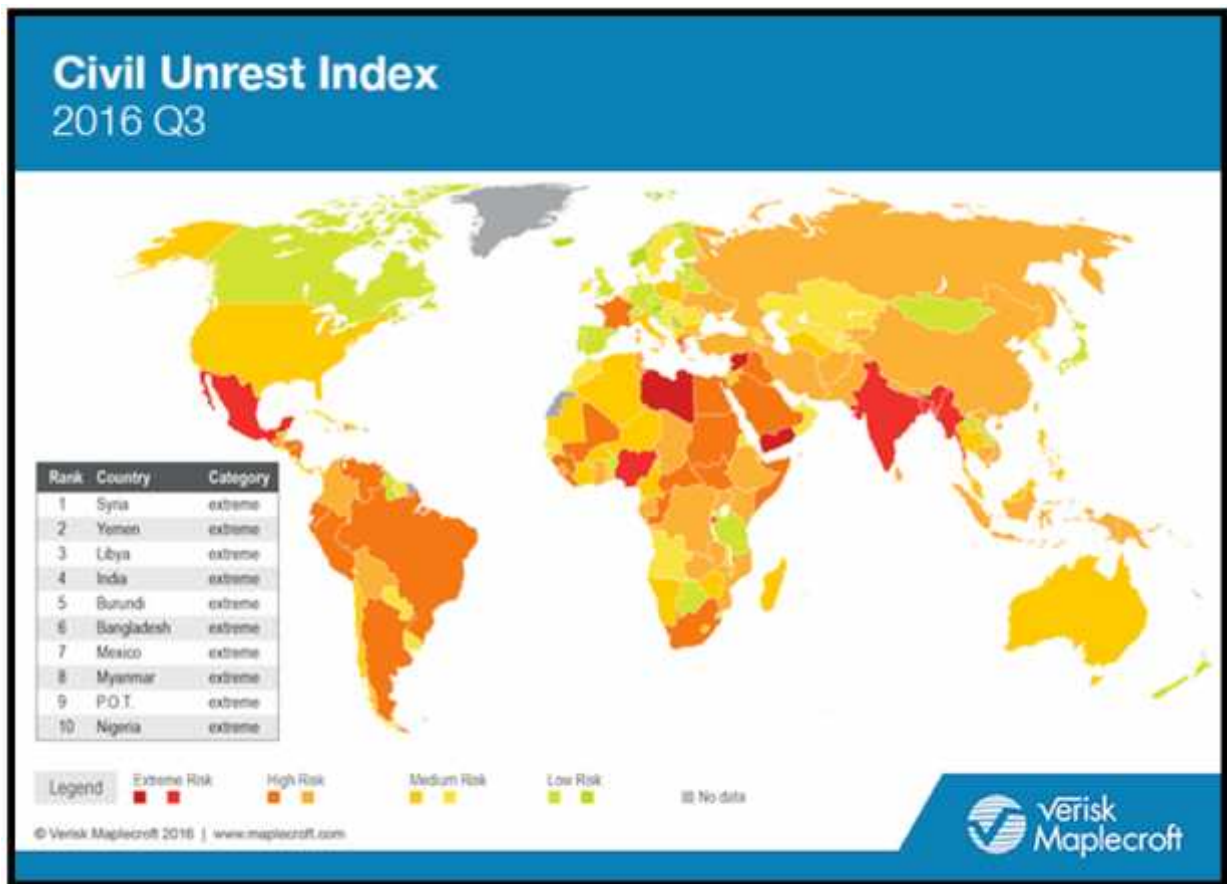 Civil Unrest Index
2016 Q3
Rank Country Category
1 Syria extreme
2 Yemen extreme
3 Libya extreme
4 India extreme
5 Burundi extreme
6 Bangladesh extreme
7 Mexico extreme
8 Myanmar extreme
9 P.O.T. extreme
10 Nigeria extreme
Legend
Extreme Risk
High Risk
Medium Risk
Low Risk
No data
© Verisk Maplecroft 2016 | www.maplecroft.com
Verisk
Maplecroft